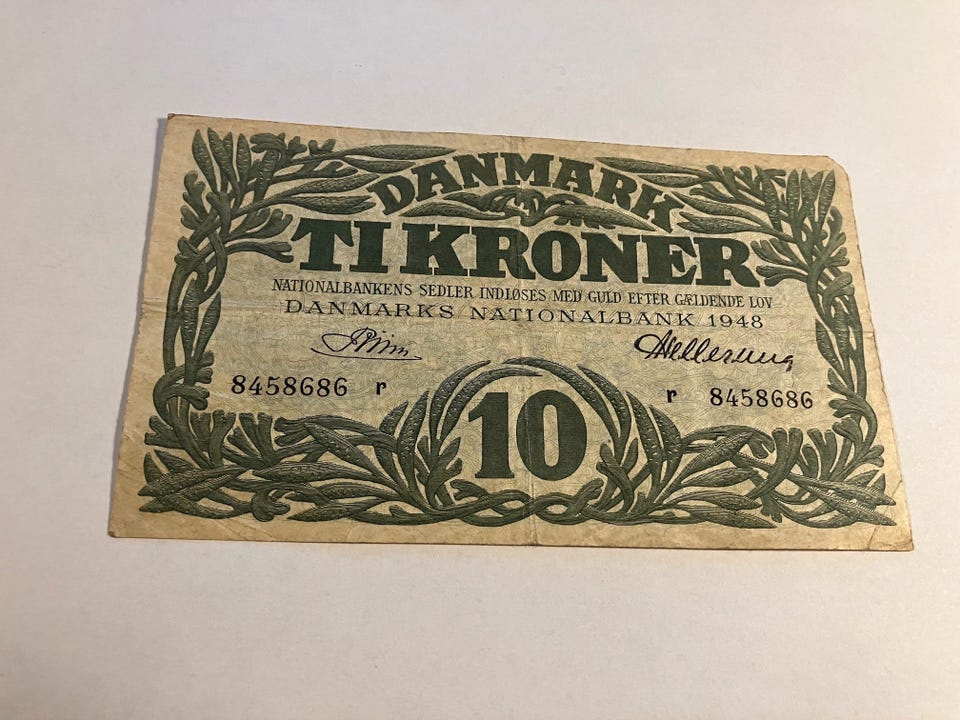 DANMARK
TI KRONER
NATIONALBANKENS SEDLER INDLØSES MED GULD EFTER GÆLDENDE LOV
DANMARKS NATIONALBANK 1948
8458686 r r 8458686
10